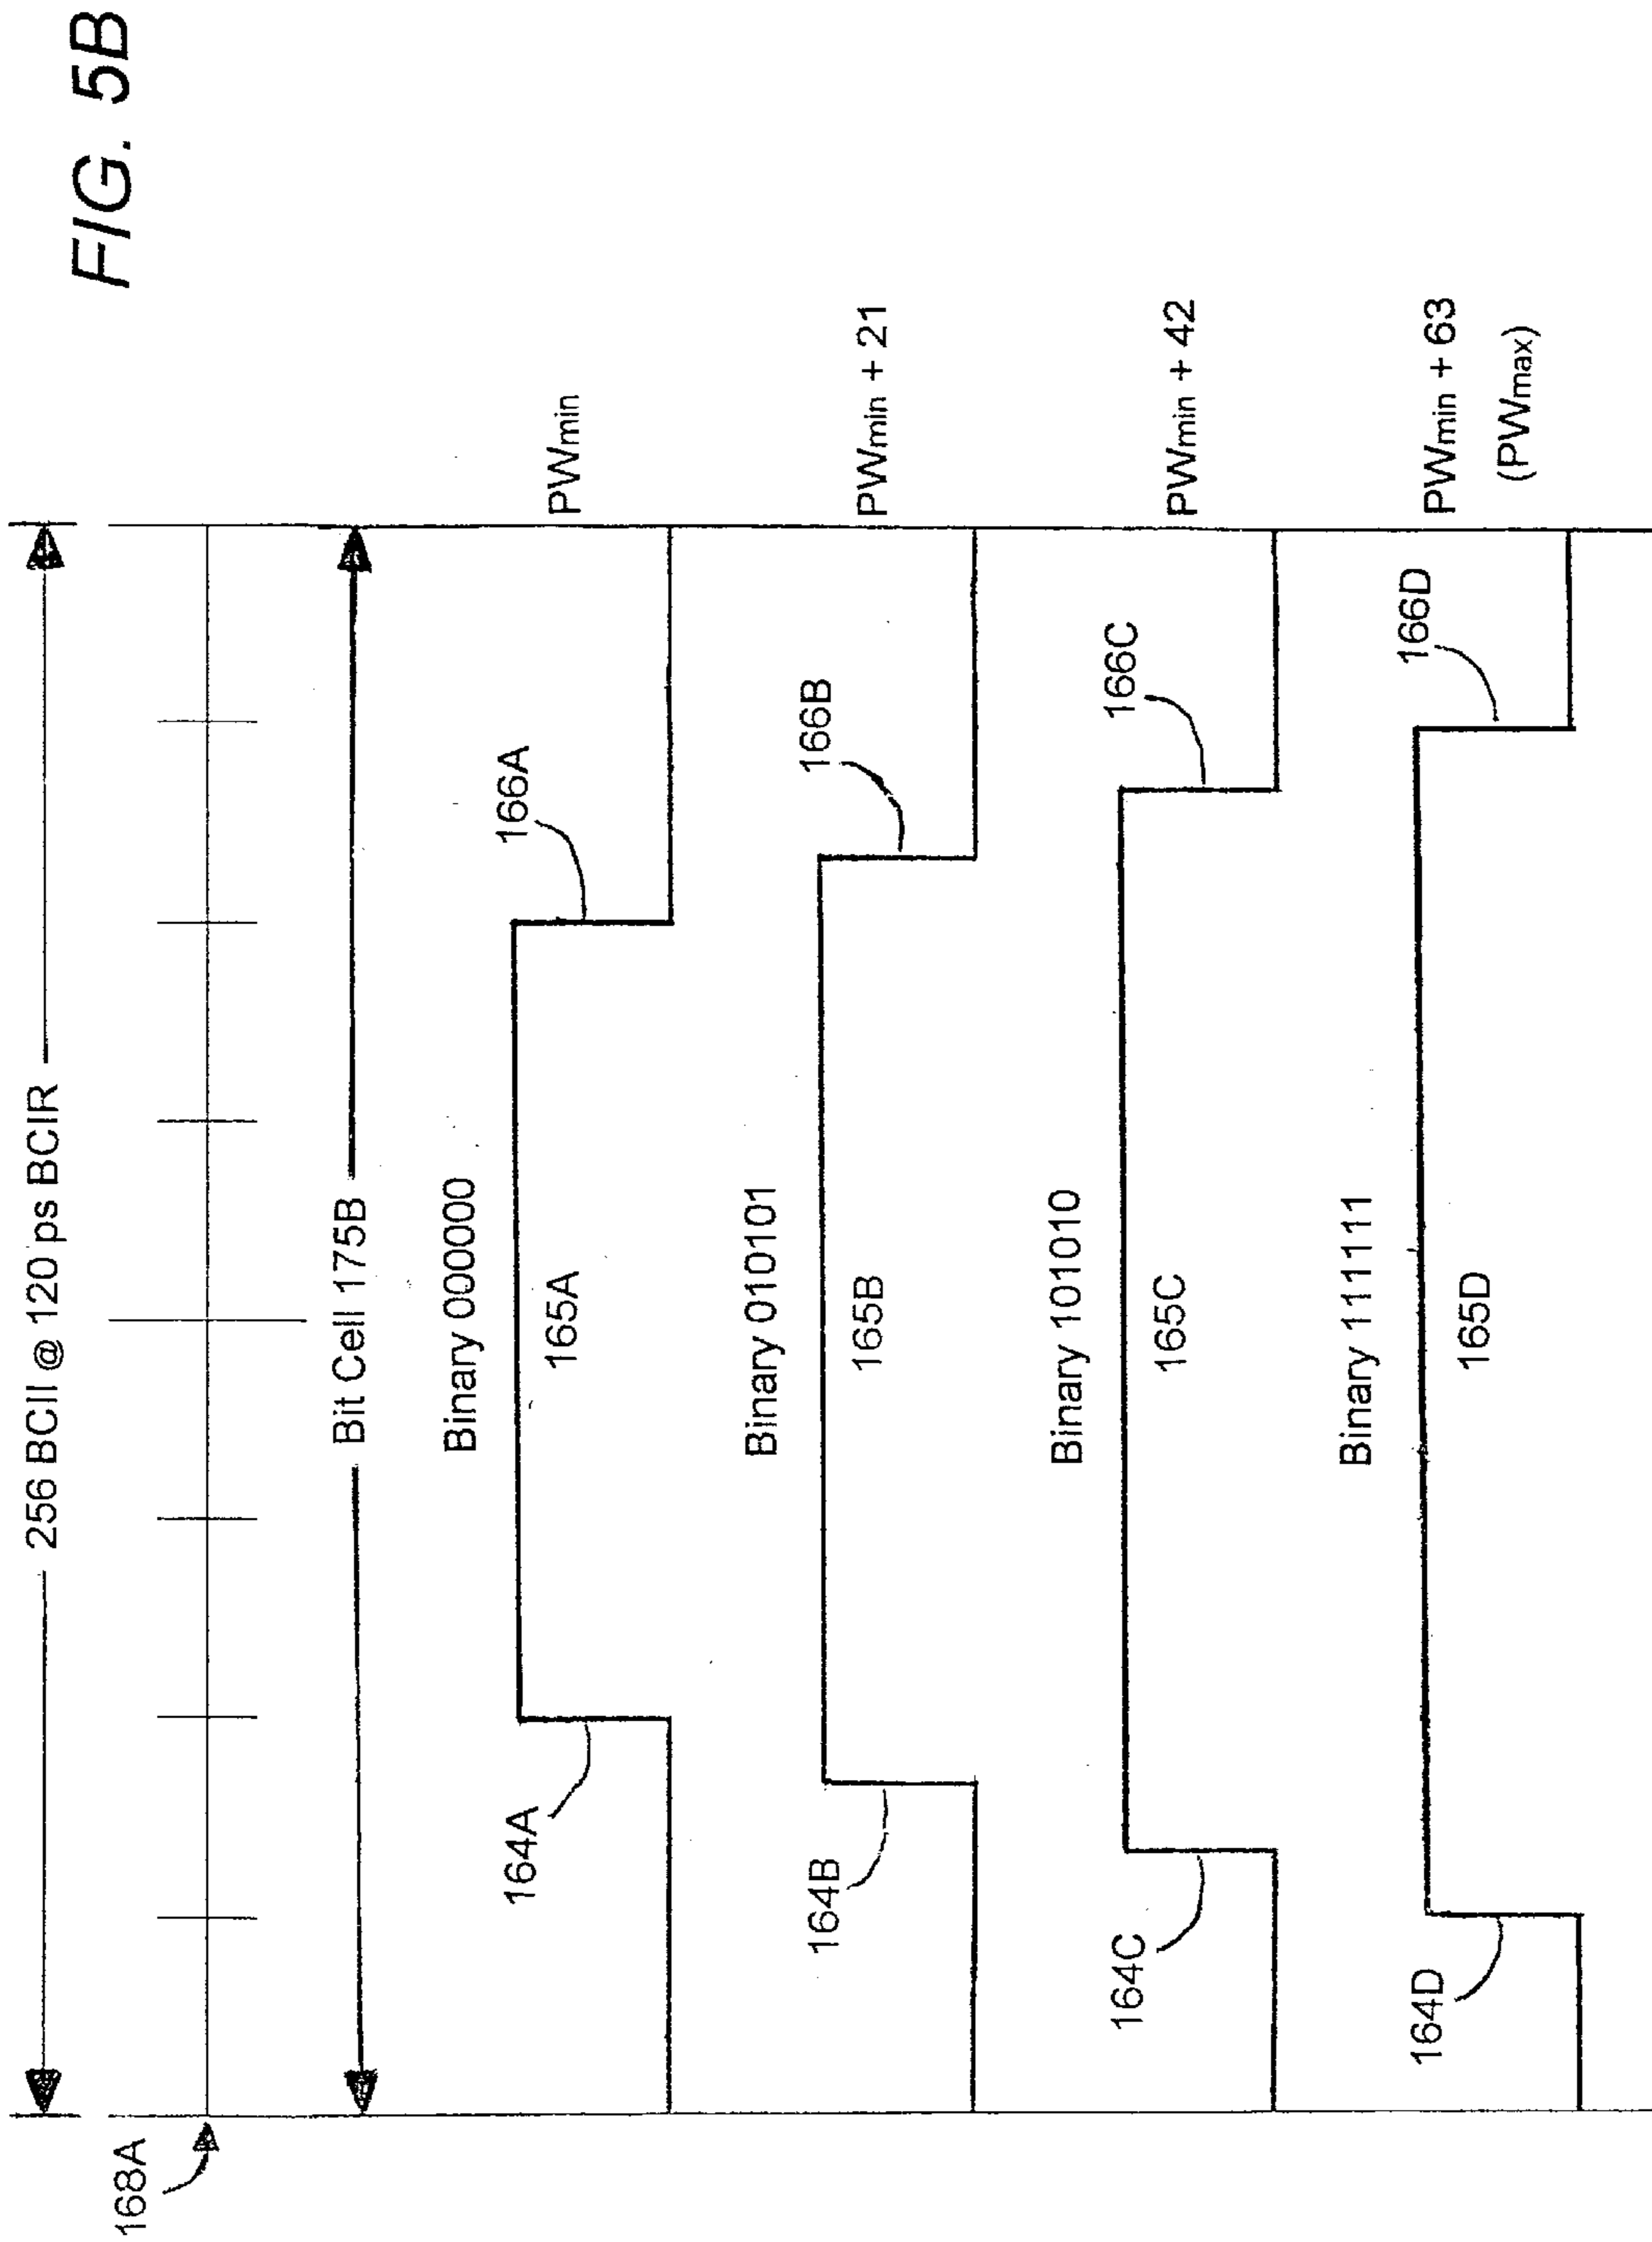 FIG. 5B
256 BCII @ 120 ps BCIR
168A
Bit Cell 175B
Binary 000000
164A
165A
166A
PWmin
Binary 010101
164B
165B
166B
PWmin + 21
Binary 101010
164C
165C
166C
PWmin + 42
Binary 111111
164D
165D
166D
PWmin + 63
(PWmax)